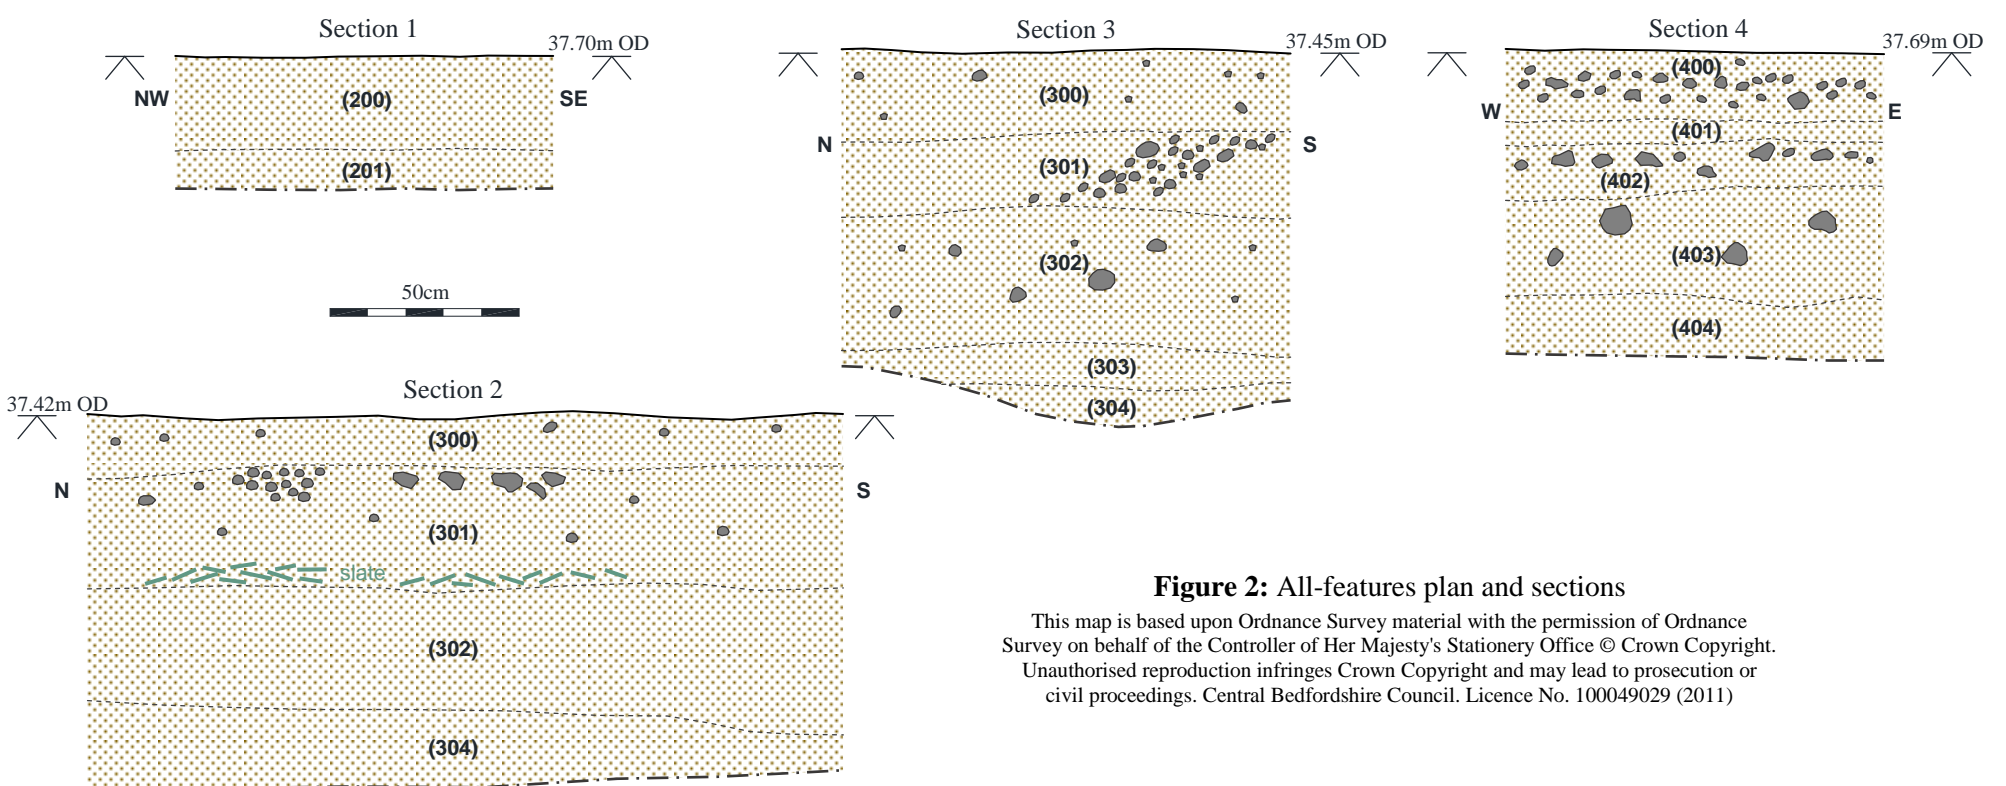 Section 1
37.70m OD
NW
SE
(200)
(201)
50cm
Section 2
37.42m OD
N
S
(300)
(301)
slate
(302)
(304)
Section 3
37.45m OD
N
S
(300)
(301)
(302)
(303)
(304)
Section 4
37.69m OD
W
E
(400)
(401)
(402)
(403)
(404)
Figure 2: All-features plan and sections
This map is based upon Ordnance Survey material with the permission of Ordnance
Survey on behalf of the Controller of Her Majesty's Stationery Office © Crown Copyright.
Unauthorised reproduction infringes Crown Copyright and may lead to prosecution or
civil proceedings. Central Bedfordshire Council. Licence No. 100049029 (2011)